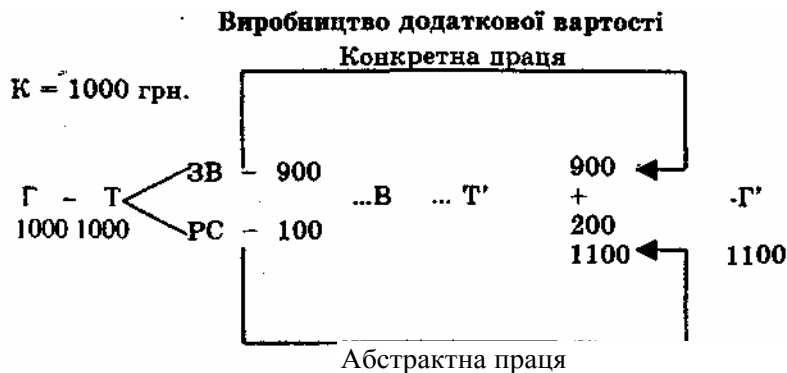 Виробництво додаткової вартості
Конкретна праця
К = 1000 грн.
ЗВ – 900 900
Г – Т ...В ... Т' + -Г'
1000 1000 РС – 100 200
1100 1100
Абстрактна праця